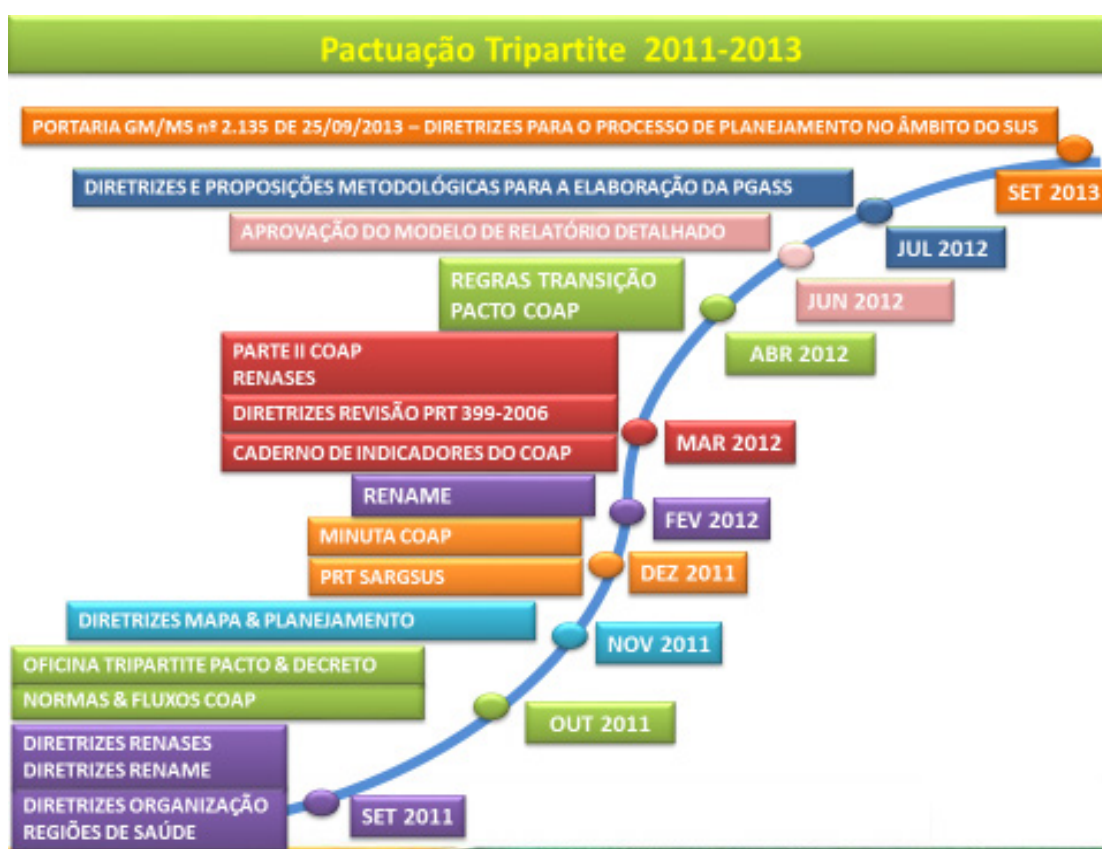 Pactuação Tripartite 2011-2013
PORTARIA GM/MS nº 2.135 DE 25/09/2013 – DIRETRIZES PARA O PROCESSO DE PLANEJAMENTO NO ÂMBITO DO SUS
SET 2013
DIRETRIZES E PROPOSIÇÕES METODOLÓGICAS PARA A ELABORAÇÃO DA PGASS
JUL 2012
APROVAÇÃO DO MODELO DE RELATÓRIO DETALHADO
JUN 2012
REGRAS TRANSIÇÃO
PACTO COAP
ABR 2012
PARTE II COAP
RENASES
DIRETRIZES REVISÃO PRT 399-2006
CADERNO DE INDICADORES DO COAP
MAR 2012
RENAME
FEV 2012
MINUTA COAP
PRT SARGSUS
DEZ 2011
DIRETRIZES MAPA & PLANEJAMENTO
NOV 2011
OFICINA TRIPARTITE PACTO & DECRETO
NORMAS & FLUXOS COAP
OUT 2011
DIRETRIZES RENASES
DIRETRIZES RENAME
DIRETRIZES ORGANIZAÇÃO
REGIÕES DE SAÚDE
SET 2011